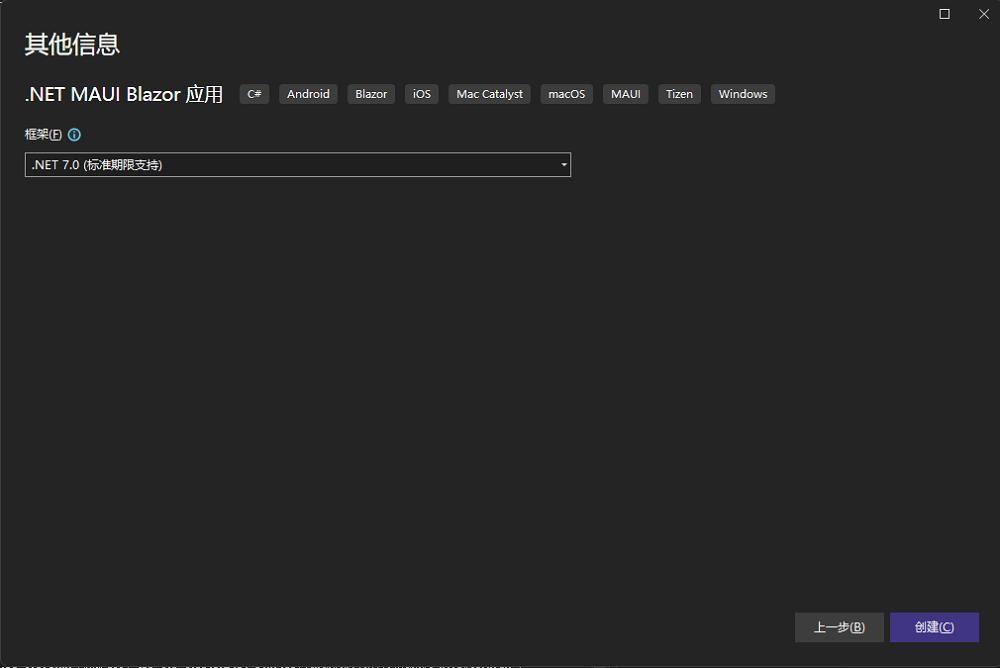 其他信息
.NET MAUI Blazor 应用 C# Android Blazor iOS Mac Catalyst macOS MAUI Tizen Windows
框架(F)
.NET 7.0 (标准期限支持)
上一步(B) 创建(C)